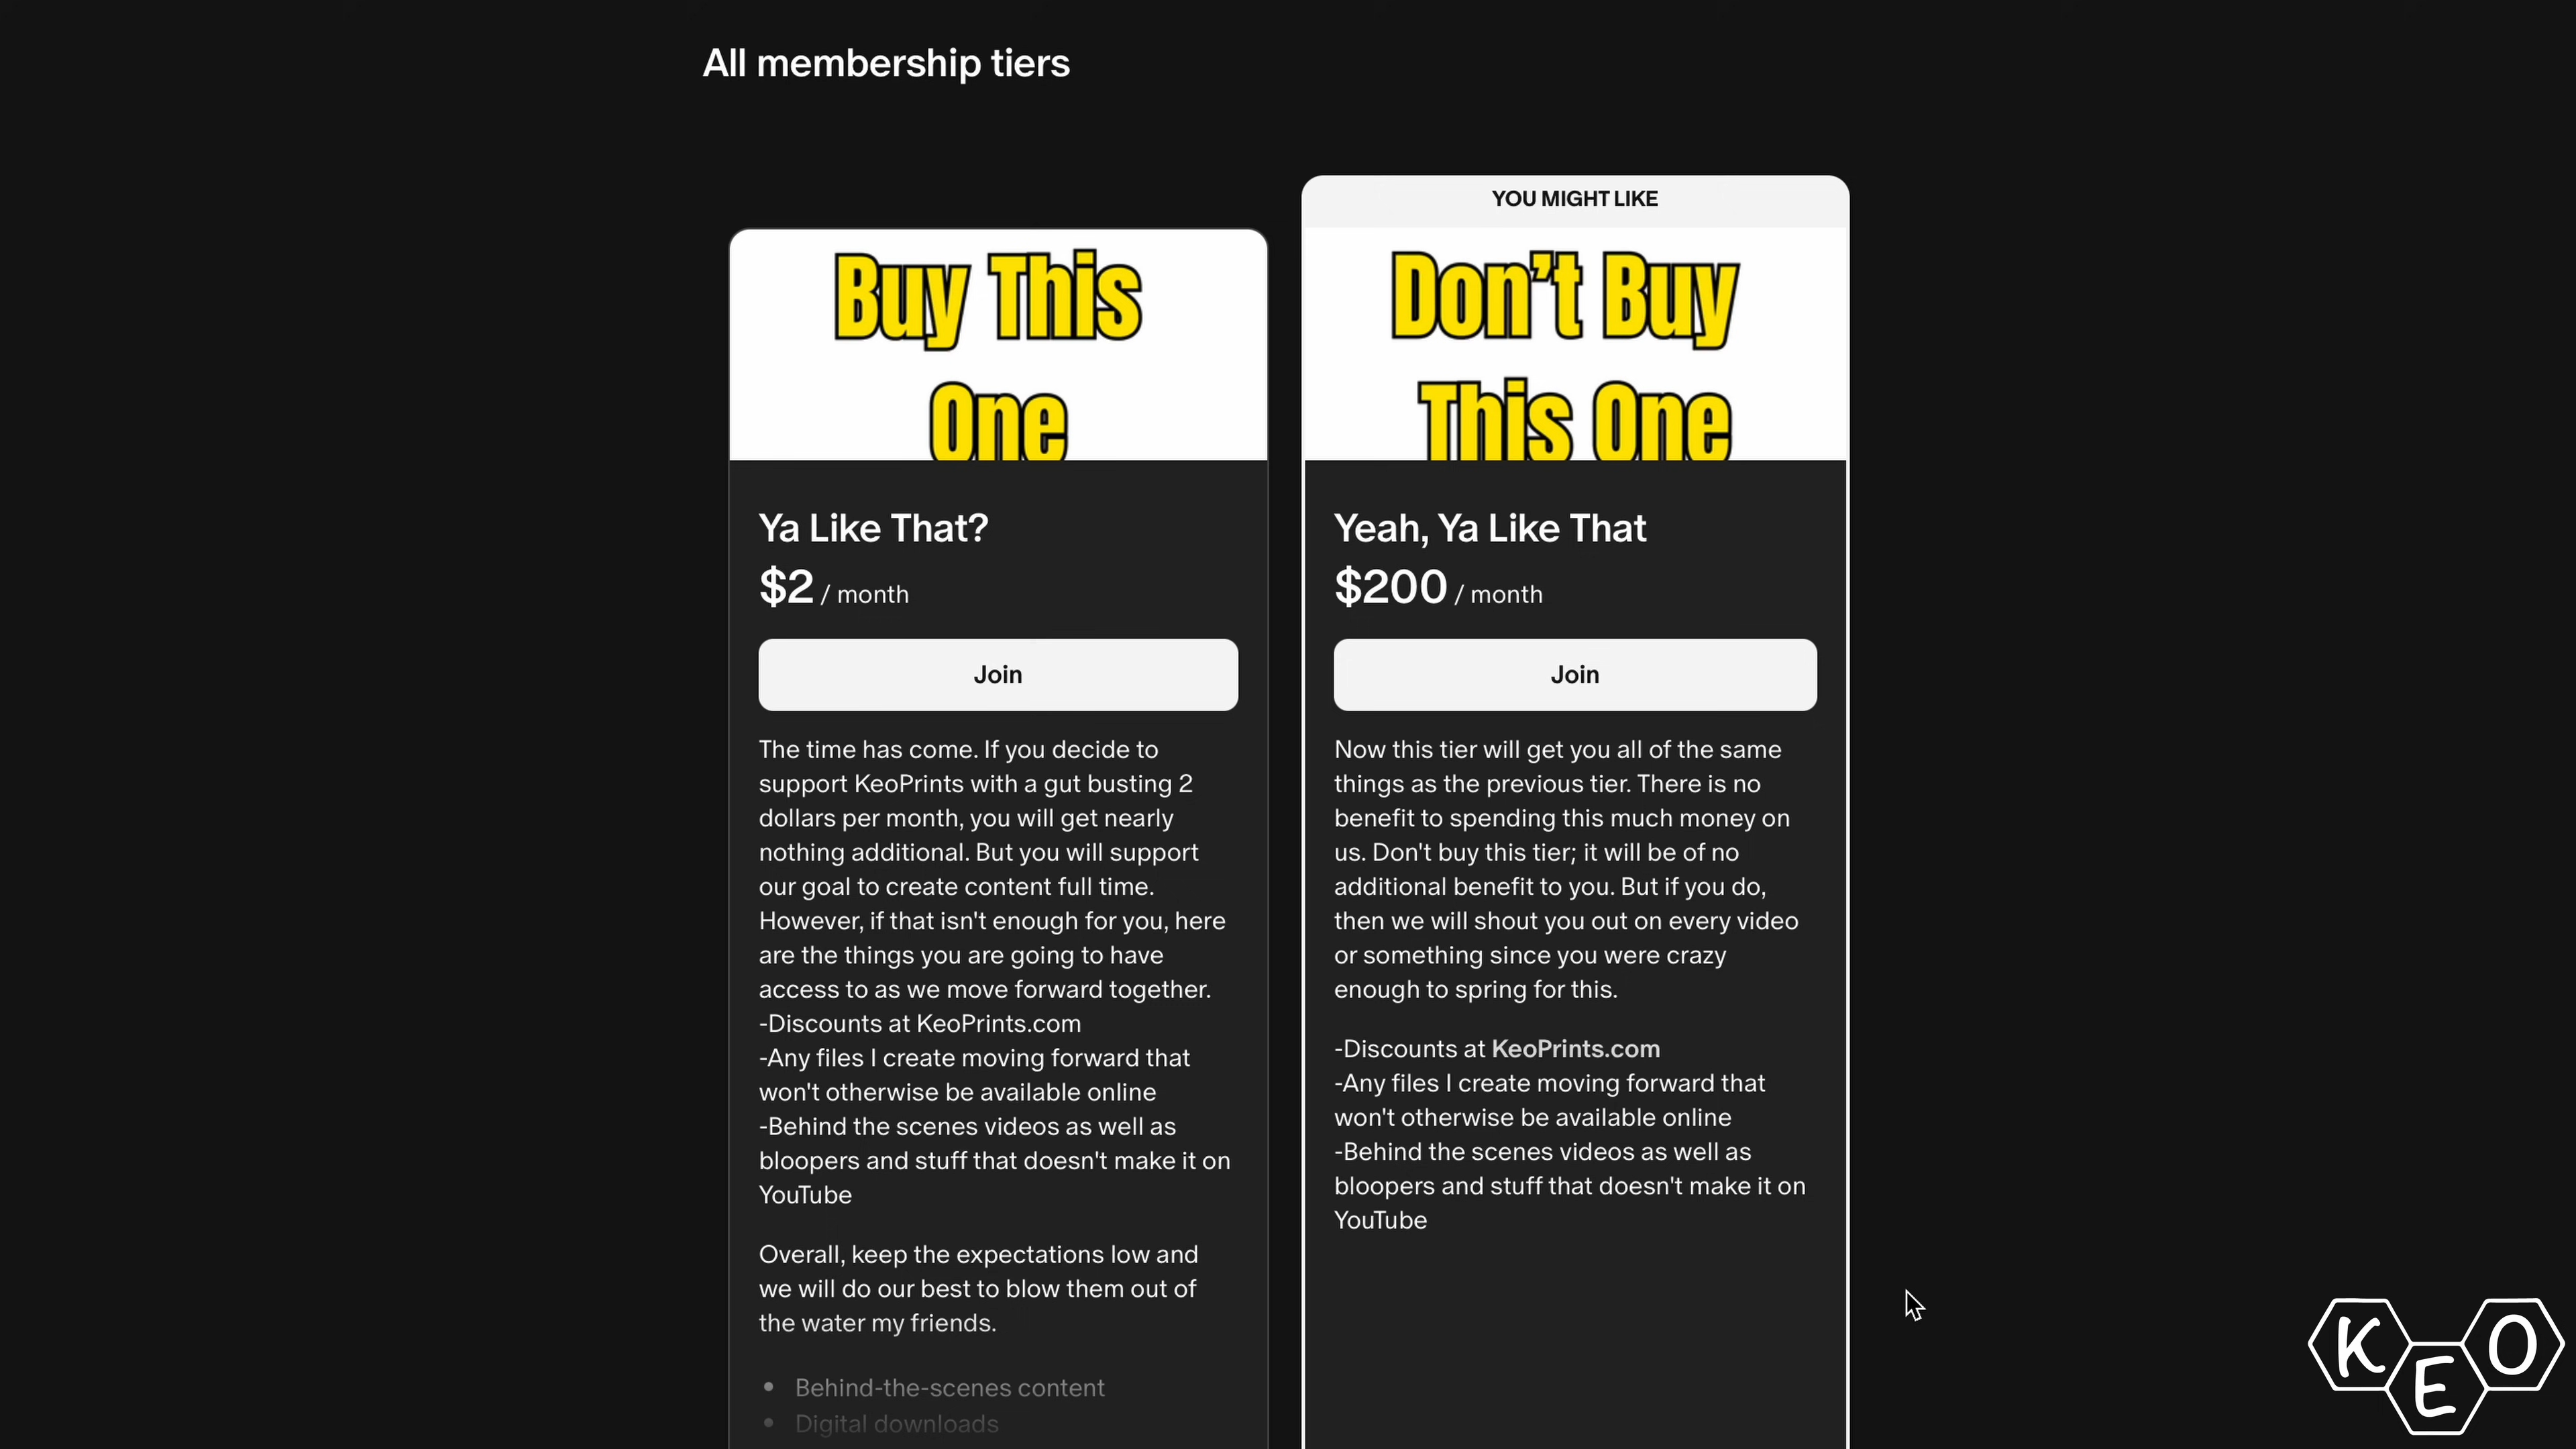 All membership tiers
Buy This
One
Ya Like That?
$2 / month
Join
The time has come. If you decide to
support KeoPrints with a gut busting 2
dollars per month, you will get nearly
nothing additional. But you will support
our goal to create content full time.
However, if that isn't enough for you, here
are the things you are going to have
access to as we move forward together.
-Discounts at KeoPrints.com
-Any files I create moving forward that
won't otherwise be available online
-Behind the scenes videos as well as
bloopers and stuff that doesn't make it on
YouTube
Overall, keep the expectations low and
we will do our best to blow them out of
the water my friends.
• Behind-the-scenes content
• Digital downloads
YOU MIGHT LIKE
Don't Buy
This One
Yeah, Ya Like That
$200 / month
Join
Now this tier will get you all of the same
things as the previous tier. There is no
benefit to spending this much money on
us. Don't buy this tier; it will be of no
additional benefit to you. But if you do,
then we will shout you out on every video
or something since you were crazy
enough to spring for this.
-Discounts at KeoPrints.com
-Any files I create moving forward that
won't otherwise be available online
-Behind the scenes videos as well as
bloopers and stuff that doesn't make it on
YouTube
KEO